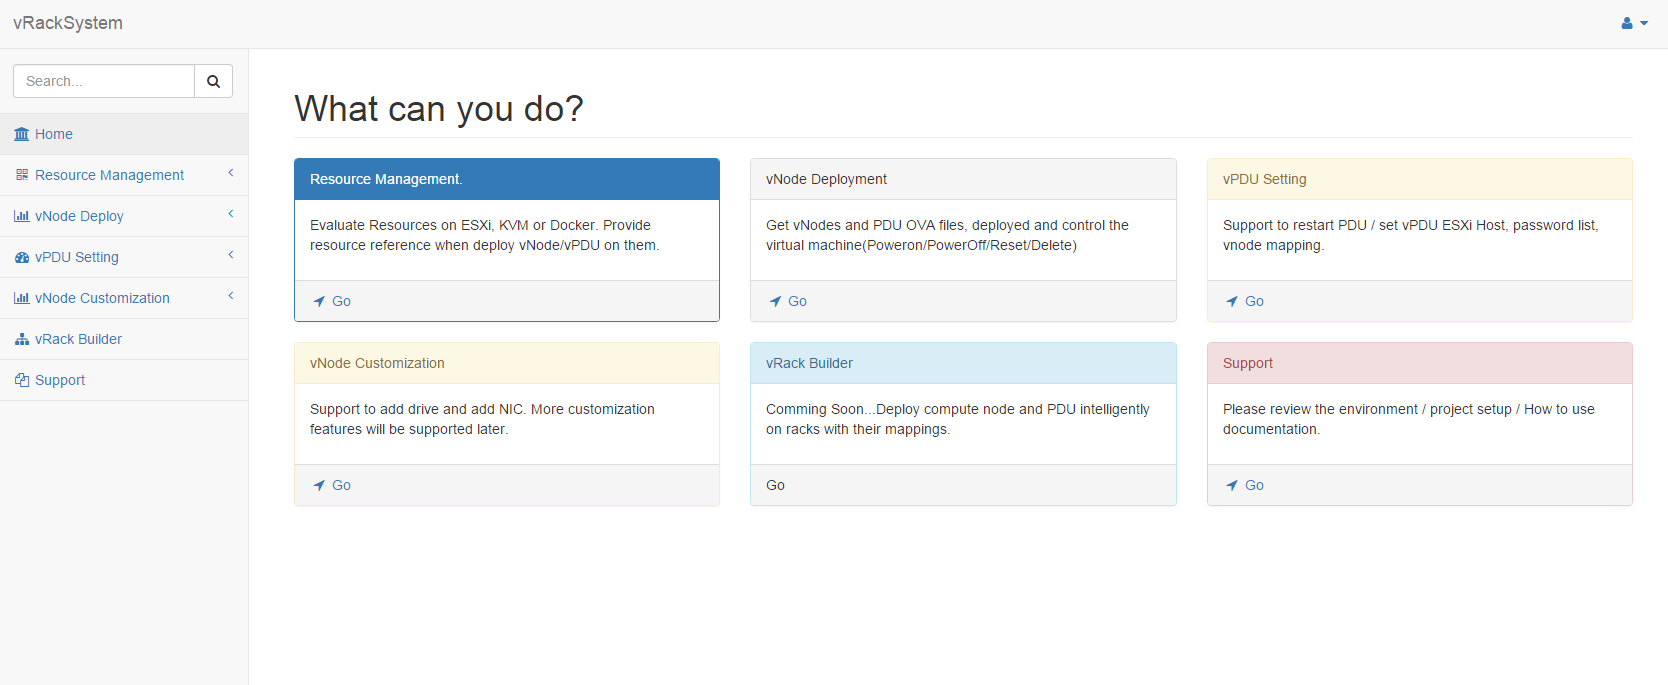 vRackSystem
Search...
Home
Resource Management
vNode Deploy
vPDU Setting
vNode Customization
vRack Builder
Support
What can you do?
Resource Management.
Evaluate Resources on ESXi, KVM or Docker. Provide
resource reference when deploy vNode/vPDU on them.
Go
vNode Deployment
Get vNodes and PDU OVA files, deployed and control the
virtual machine(Poweron/PowerOff/Reset/Delete)
Go
vPDU Setting
Support to restart PDU / set vPDU ESXi Host, password list,
vnode mapping.
Go
vNode Customization
Support to add drive and add NIC. More customization
features will be supported later.
Go
vRack Builder
Comming Soon...Deploy compute node and PDU intelligently
on racks with their mappings.
Go
Support
Please review the environment / project setup / How to use
documentation.
Go